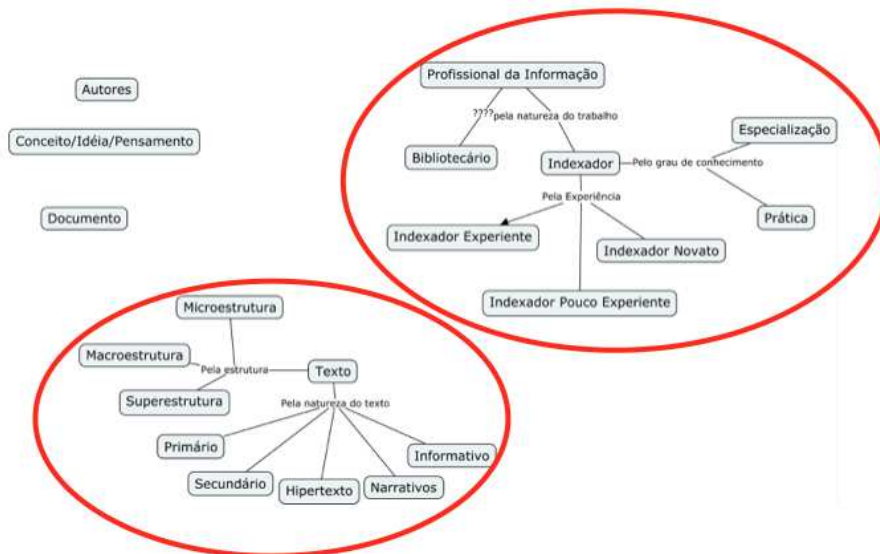 Autores
Conceito/Idéia/Pensamento
Documento
Profissional da Informação
????pela natureza do trabalho
Bibliotecário
Indexador
Pelo grau de conhecimento
Especialização
Prática
Pela Experiência
Indexador Experiente
Indexador Novato
Indexador Pouco Experiente
Microestrutura
Macroestrutura
Pela estrutura
Texto
Superestrutura
Pela natureza do texto
Primário
Secundário
Hipertexto
Narrativos
Informativo